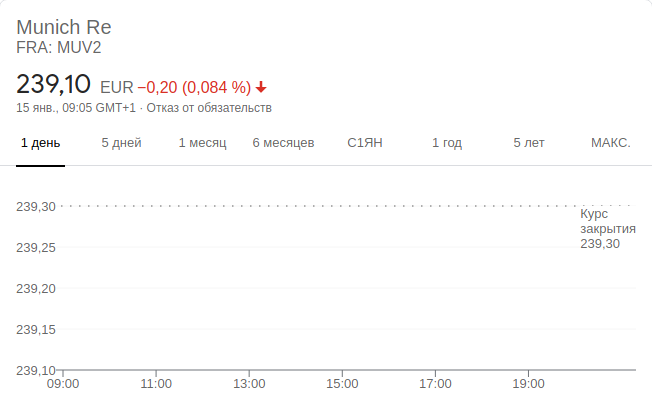 Munich Re
FRA: MUV2
239,10 EUR −0,20 (0,084 %)
15 янв., 09:05 GMT+1 · Отказ от обязательств
1 день 5 дней 1 месяц 6 месяцев С1ЯН 1 год 5 лет МАКС.
239,30
Курс
закрытия
239,30
239,25
239,20
239,15
239,10
09:00 11:00 13:00 15:00 17:00 19:00